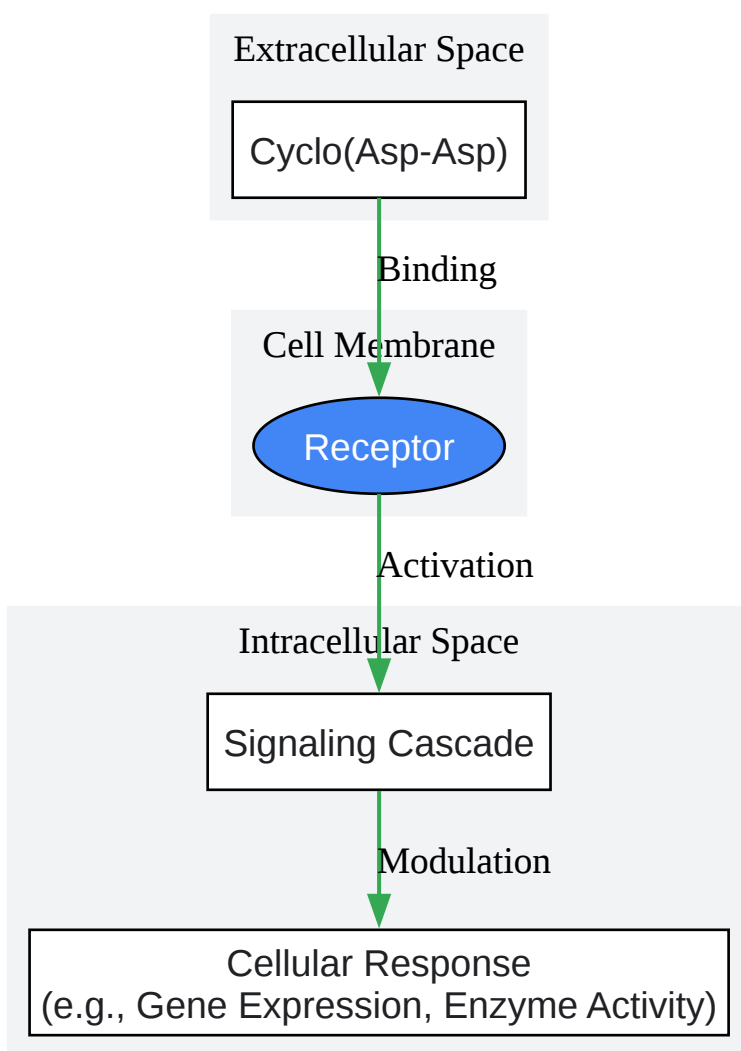 Extracellular Space
Cyclo(Asp-Asp)
Binding
Cell Membrane
Receptor
Activation
Intracellular Space
Signaling Cascade
Modulation
Cellular Response
(e.g., Gene Expression, Enzyme Activity)